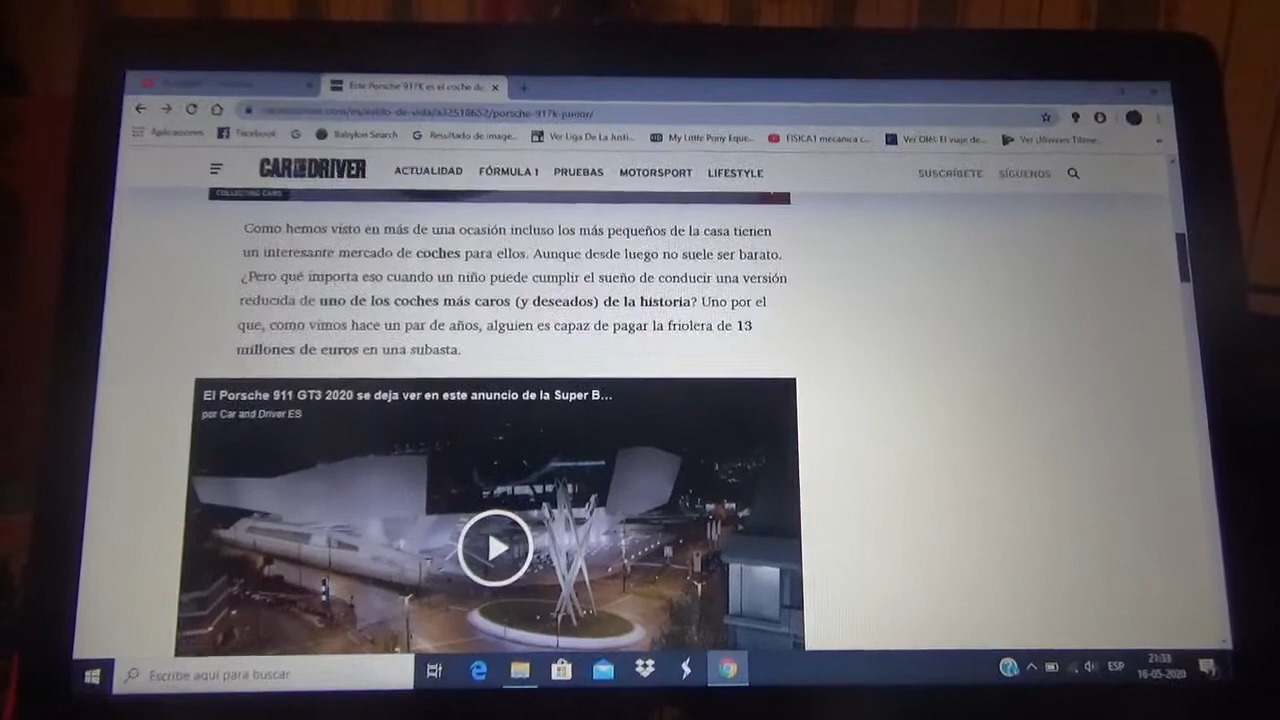 Este Porsche 917K es el coche de
/a32518652/porsche-917k-junior/
Aplicaciones
Facebook
Babylon Search
Resultado de image...
Ver Liga De La Justi...
My Little Pony Eque...
FISICA1 mecanica c...
Ver Olé!: El viaje de...
Ver Jóvenes Titane...
CAR AND DRIVER
ACTUALIDAD FÓRMULA 1 PRUEBAS MOTORSPORT LIFESTYLE
SUSCRÍBETE SÍGUENOS
COLLECTING CARS
Como hemos visto en más de una ocasión incluso los más pequeños de la casa tienen
un interesante mercado de coches para ellos. Aunque desde luego no suele ser barato.
¿Pero qué importa eso cuando un niño puede cumplir el sueño de conducir una versión
reducida de uno de los coches más caros (y deseados) de la historia? Uno por el
que, como vimos hace un par de años, alguien es capaz de pagar la friolera de 13
millones de euros en una subasta.
El Porsche 911 GT3 2020 se deja ver en este anuncio de la Super B...
por Car and Driver ES
Escribe aquí para buscar
ESP
21:33
16-05-2020